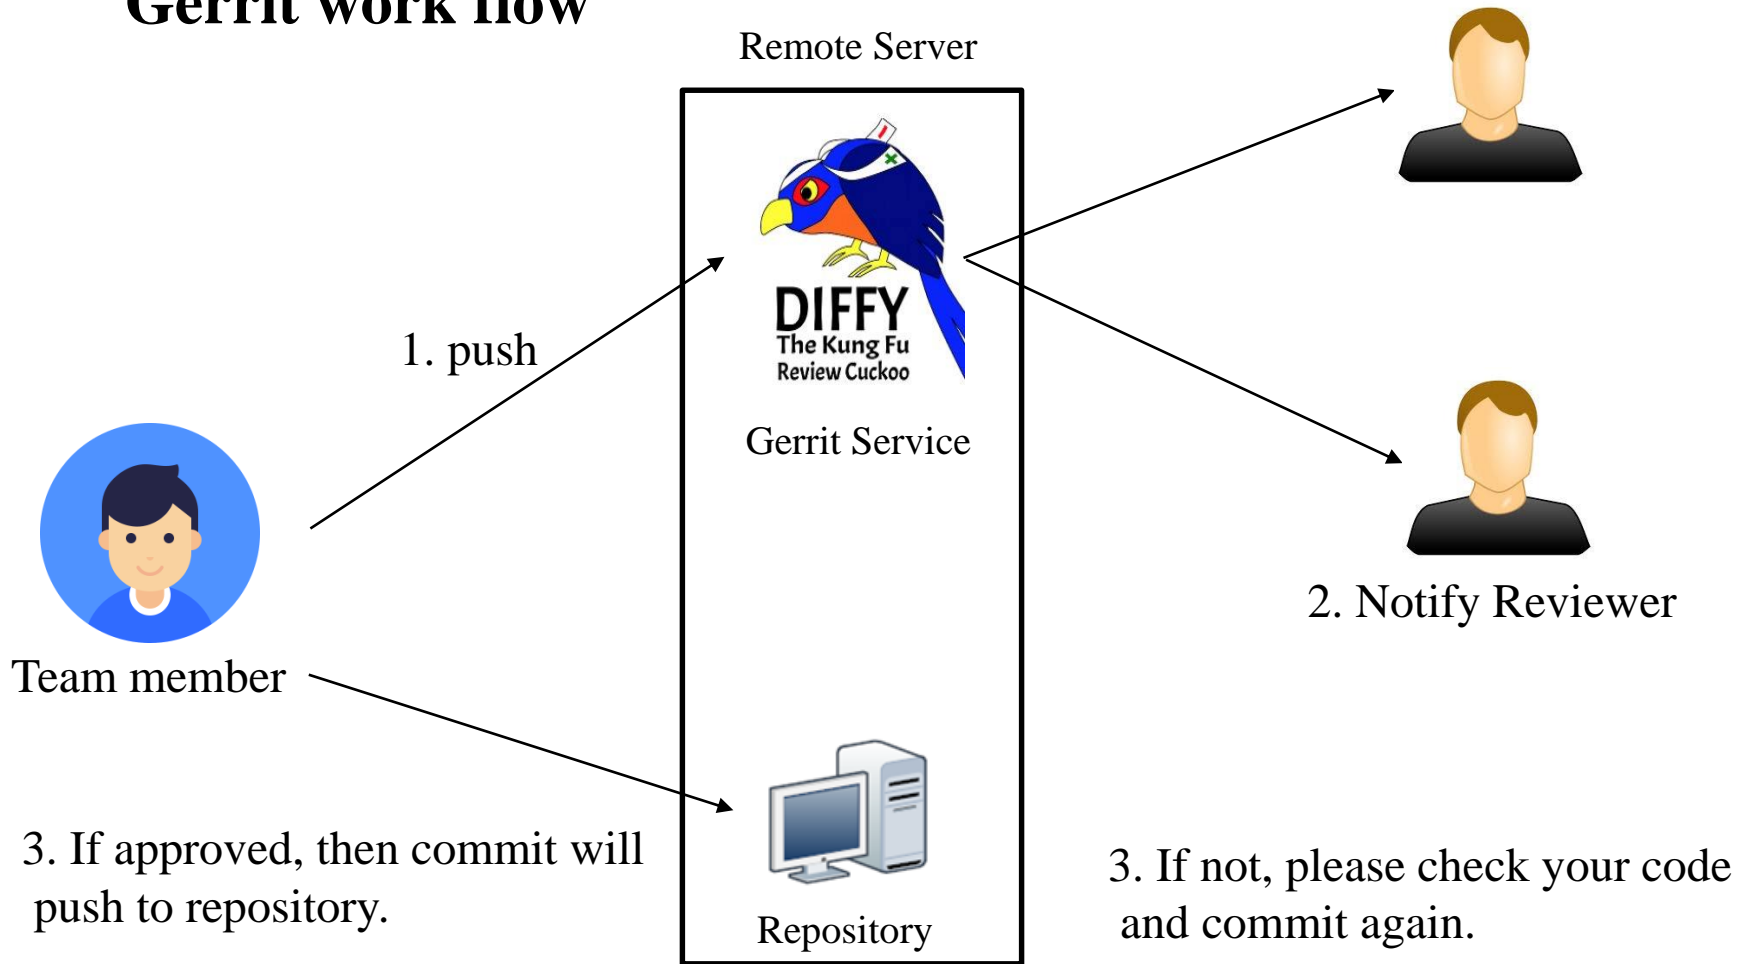 Gerrit work flow
Remote Server
DIFFY
The Kung Fu
Review Cuckoo
1. push
Gerrit Service
2. Notify Reviewer
Team member
3. If approved, then commit will
push to repository.
Repository
3. If not, please check your code
and commit again.